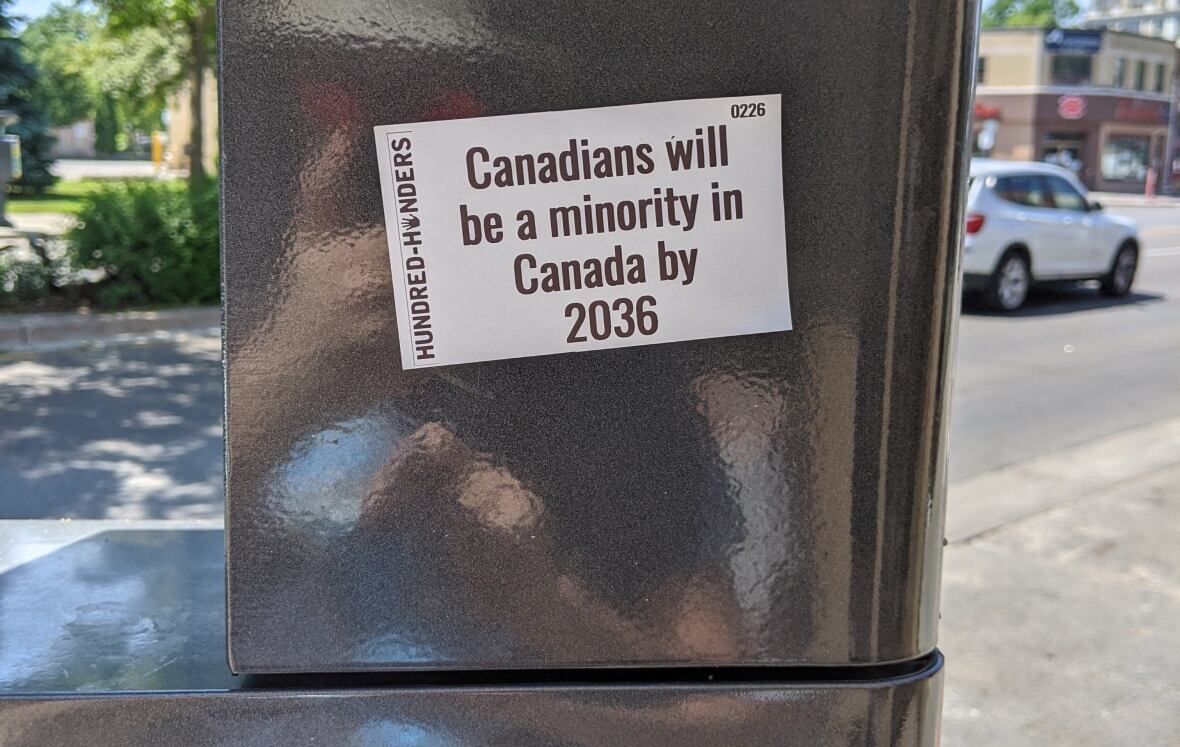 0226
HUNDRED-HANDERS
Canadians will
be a minority in
Canada by
2036